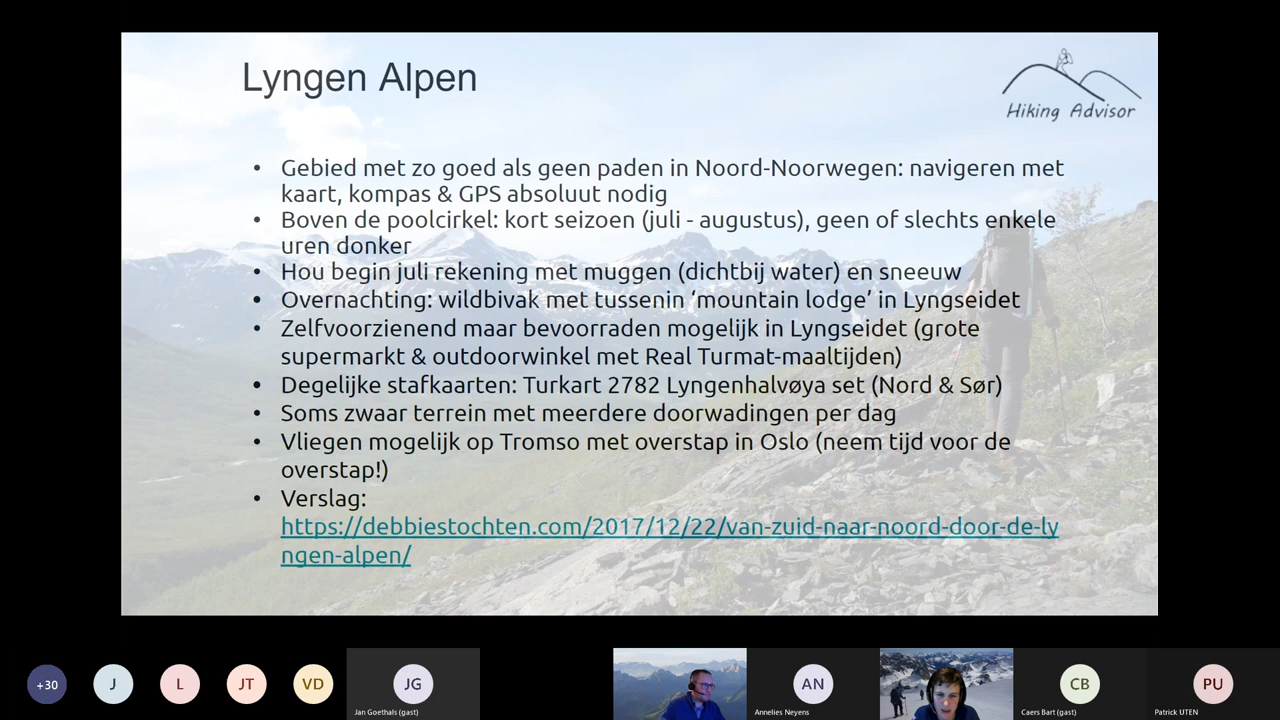 Lyngen Alpen
Hiking Advisor
• Gebied met zo goed als geen paden in Noord-Noorwegen: navigeren met
kaart, kompas & GPS absoluut nodig
• Boven de poolcirkel: kort seizoen (juli - augustus), geen of slechts enkele
uren donker
• Hou begin juli rekening met muggen (dichtbij water) en sneeuw
• Overnachting: wildbivak met tussenin ‘mountain lodge’ in Lyngseidet
• Zelfvoorzienend maar bevoorraden mogelijk in Lyngseidet (grote
supermarkt & outdoorwinkel met Real Turmat-maaltijden)
• Degelijke stafkaarten: Turkart 2782 Lyngenhalvøya set (Nord & Sør)
• Soms zwaar terrein met meerdere doorwadingen per dag
• Vliegen mogelijk op Tromso met overstap in Oslo (neem tijd voor de
overstap!)
• Verslag:
https://debbiestochten.com/2017/12/22/van-zuid-naar-noord-door-de-ly
ngen-alpen/
+30 J L JT VD JG AN CB PU
Jan Goethals (gast) Annelies Neyens Caers Bart (gast) Patrick UTEN